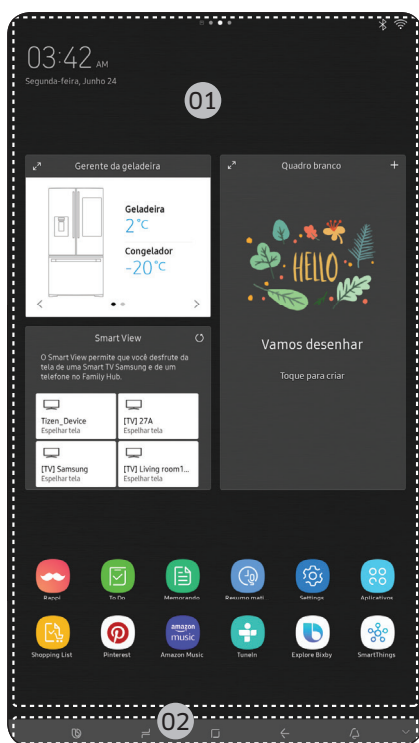 03:42 AM
Segunda-feira, Junho 24
01
Gerente da geladeira
Geladeira
2°C
Congelador
-20°C
Quadro branco
HELLO
Vamos desenhar
Toque para criar
Smart View
O Smart View permite que você desfrute da
tela de uma Smart TV Samsung e de um
telefone no Family Hub.
Tizen_Device
Espelhar tela
[TV] 27A
Espelhar tela
[TV] Samsung
Espelhar tela
[TV] Living room1...
Espelhar tela
Rappi
To Do
Memorando
Resumo mati...
Settings
Aplicativos
amazon
music
Shopping List
Pinterest
Amazon Music
TuneIn
Explore Bixby
SmartThings
02